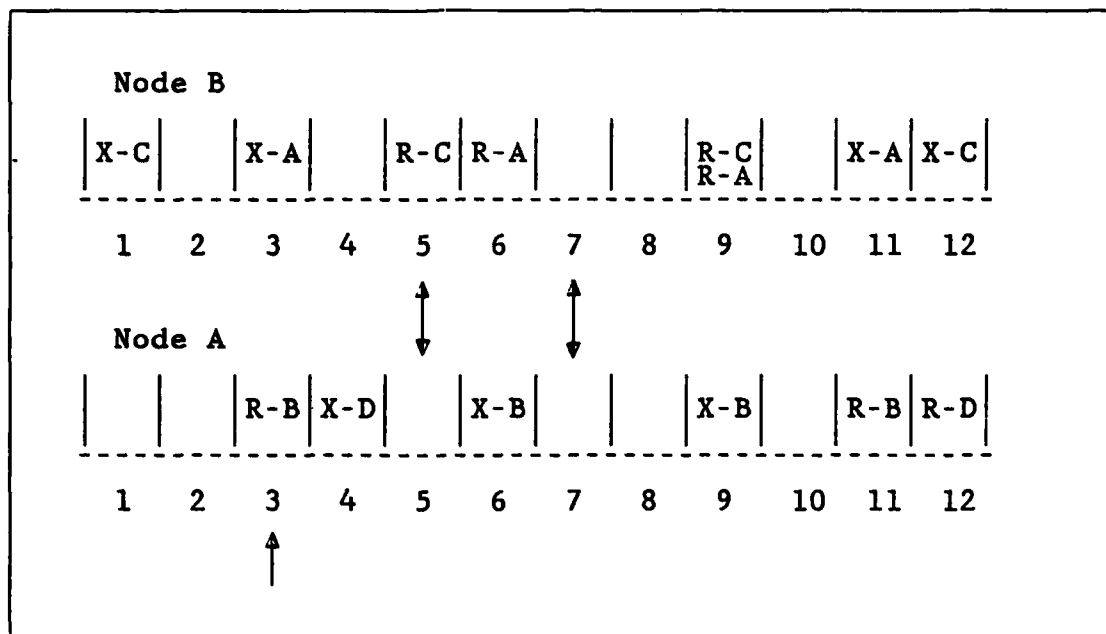 Node B
X-C X-A R-C R-A R-C X-A X-C
R-A
1 2 3 4 5 6 7 8 9 10 11 12
Node A
R-B X-D X-B X-B R-B R-D
1 2 3 4 5 6 7 8 9 10 11 12